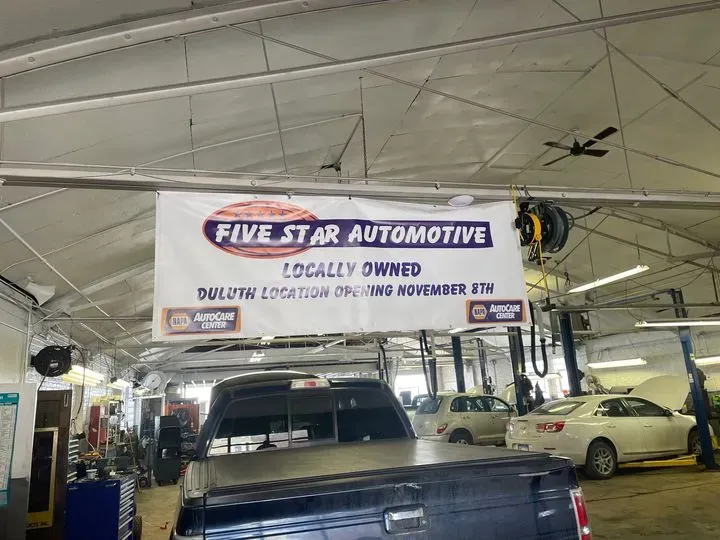 FIVE STAR AUTOMOTIVE
LOCALLY OWNED
DULUTH LOCATION OPENING NOVEMBER 8TH
NAPA AUTOCARE CENTER
NAPA AUTOCARE CENTER